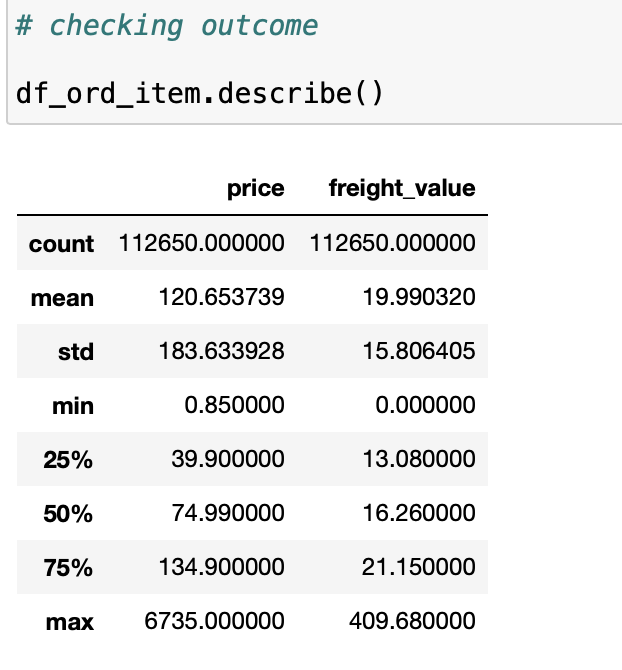 # checking outcome
df_ord_item.describe()
price freight_value
count 112650.000000 112650.000000
mean 120.653739 19.990320
std 183.633928 15.806405
min 0.850000 0.000000
25% 39.900000 13.080000
50% 74.990000 16.260000
75% 134.900000 21.150000
max 6735.000000 409.680000